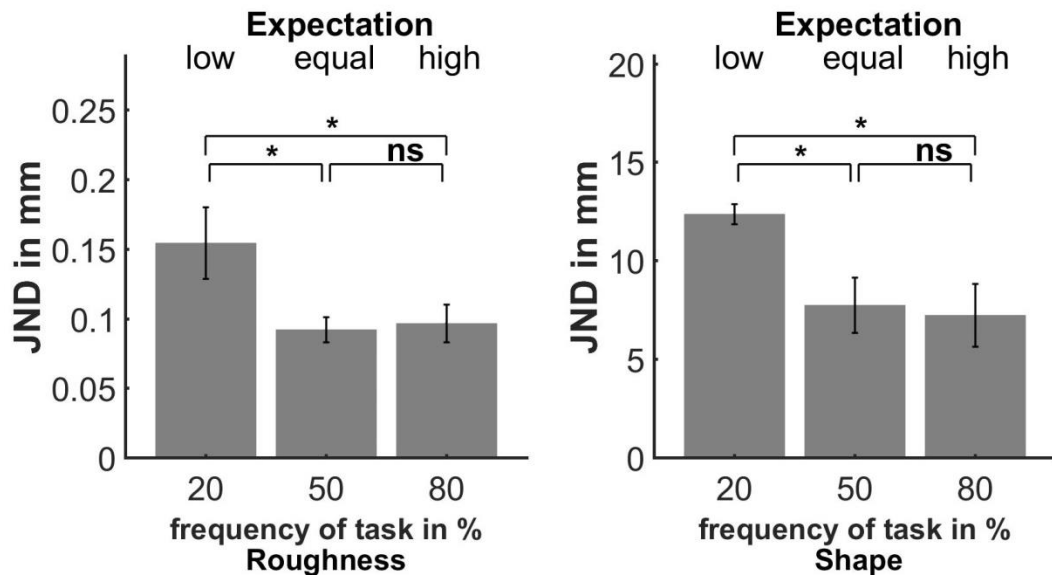 Expectation
low equal high
0.25
0.2
0.15
0.1
0.05
0
JND in mm
*
*
ns
20 50 80
frequency of task in %
Roughness
Expectation
low equal high
20
15
10
5
0
JND in mm
*
*
ns
20 50 80
frequency of task in %
Shape